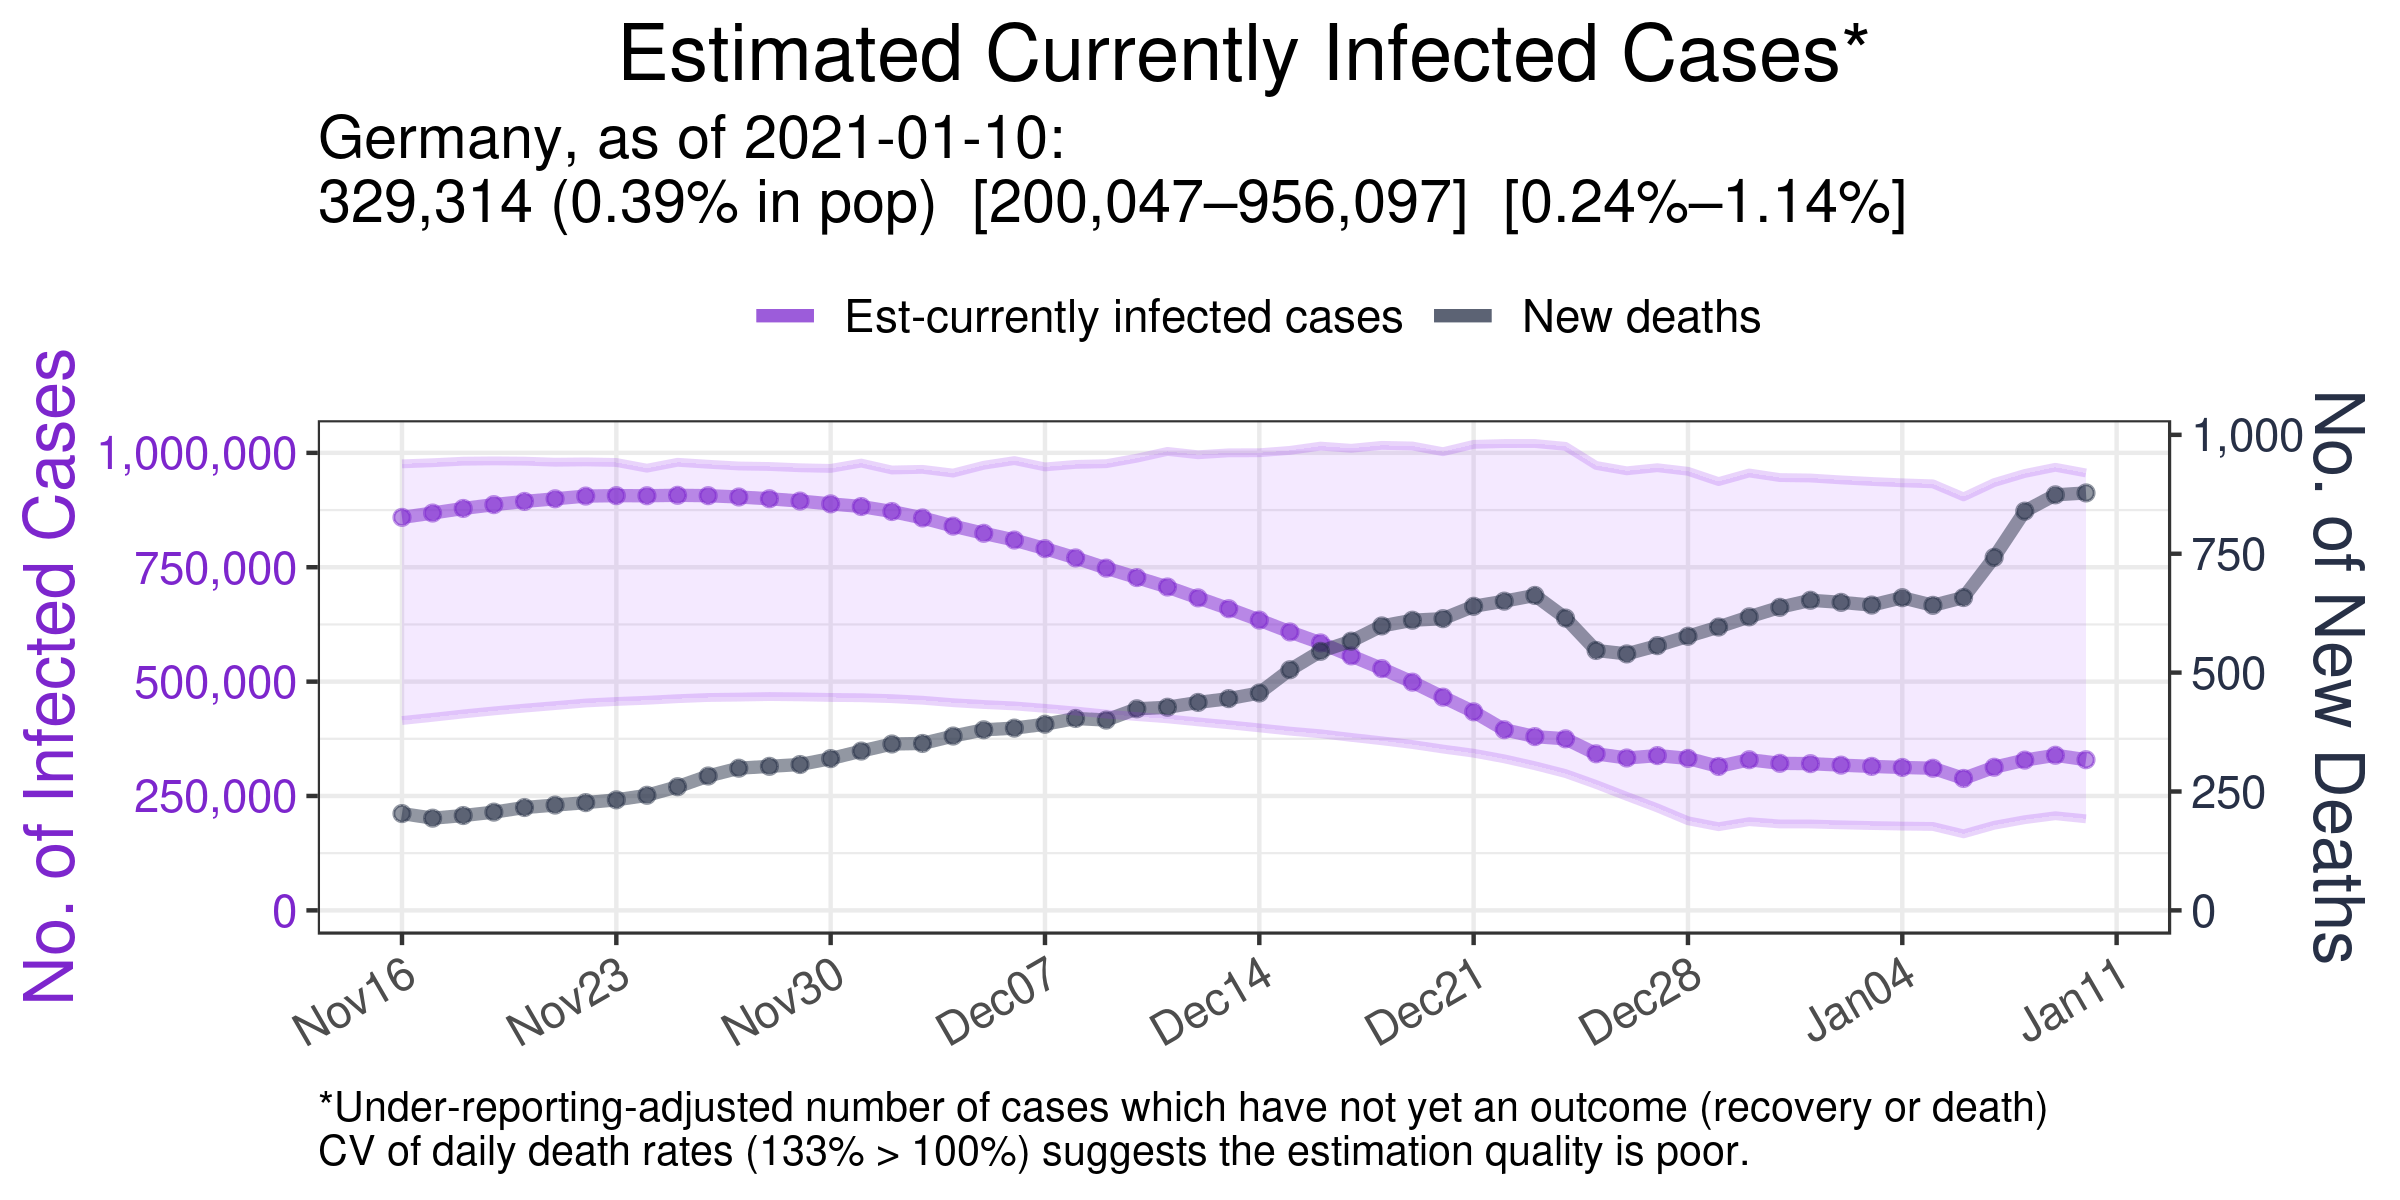 Estimated Currently Infected Cases*
Germany, as of 2021-01-10:
329,314 (0.39% in pop)  [200,047–956,097]  [0.24%–1.14%]
Est-currently infected cases
New deaths
No. of Infected Cases
1,000,000
750,000
500,000
250,000
0
1,000
750
500
250
0
No. of New Deaths
Nov16
Nov23
Nov30
Dec07
Dec14
Dec21
Dec28
Jan04
Jan11
*Under-reporting-adjusted number of cases which have not yet an outcome (recovery or death)
CV of daily death rates (133% > 100%) suggests the estimation quality is poor.